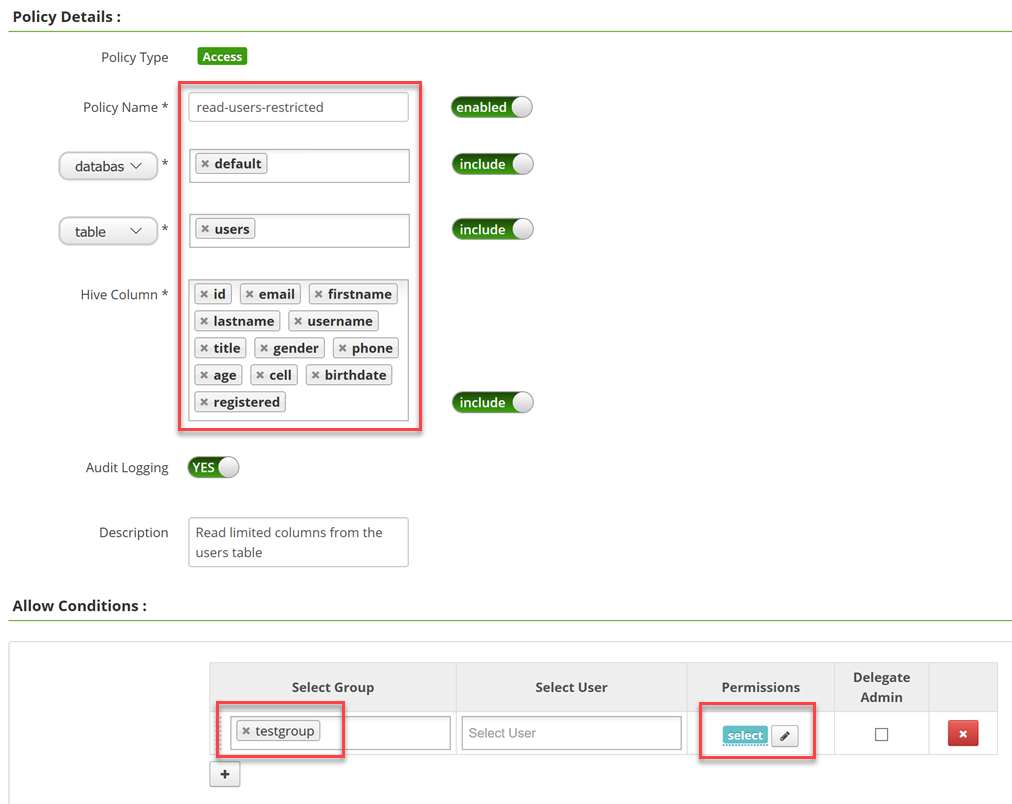 Policy Details :
Policy Type Access
Policy Name * read-users-restricted enabled
databas * × default include
table * × users include
Hive Column * × id × email × firstname
× lastname × username
× title × gender × phone
× age × cell × birthdate
× registered include
Audit Logging YES
Description Read limited columns from the
users table
Allow Conditions :
Select Group Select User Permissions Delegate
Admin
× testgroup Select User select ×
+